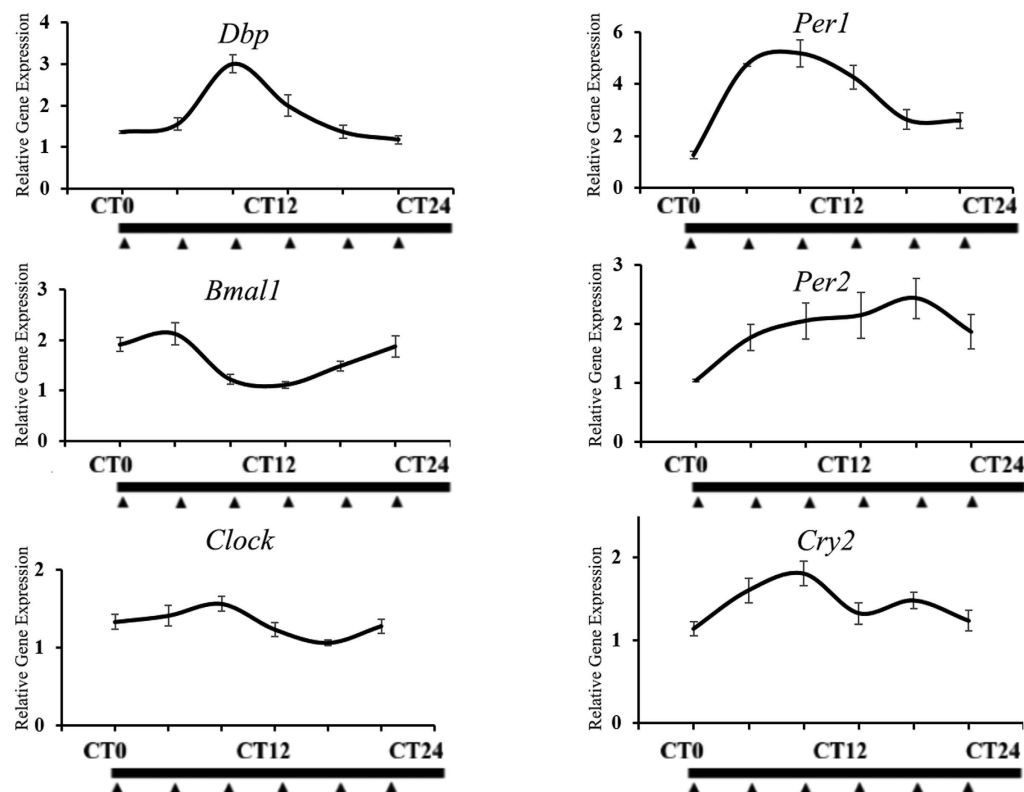 Dbp
Relative Gene Expression
4
3
2
1
0
CT0 CT12 CT24
Per1
Relative Gene Expression
6
4
2
0
CT0 CT12 CT24
Bmal1
Relative Gene Expression
3
2
1
0
CT0 CT12 CT24
Per2
Relative Gene Expression
3
2
1
0
CT0 CT12 CT24
Clock
Relative Gene Expression
2
1
0
CT0 CT12 CT24
Cry2
Relative Gene Expression
2
1
0
CT0 CT12 CT24